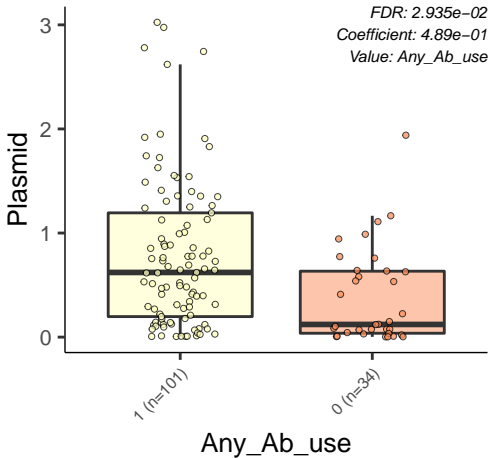 FDR: 2.935e−02
Coefficient: 4.89e−01
Value: Any_Ab_use
3
2
1
0
Plasmid
1 (n=101)
0 (n=34)
Any_Ab_use